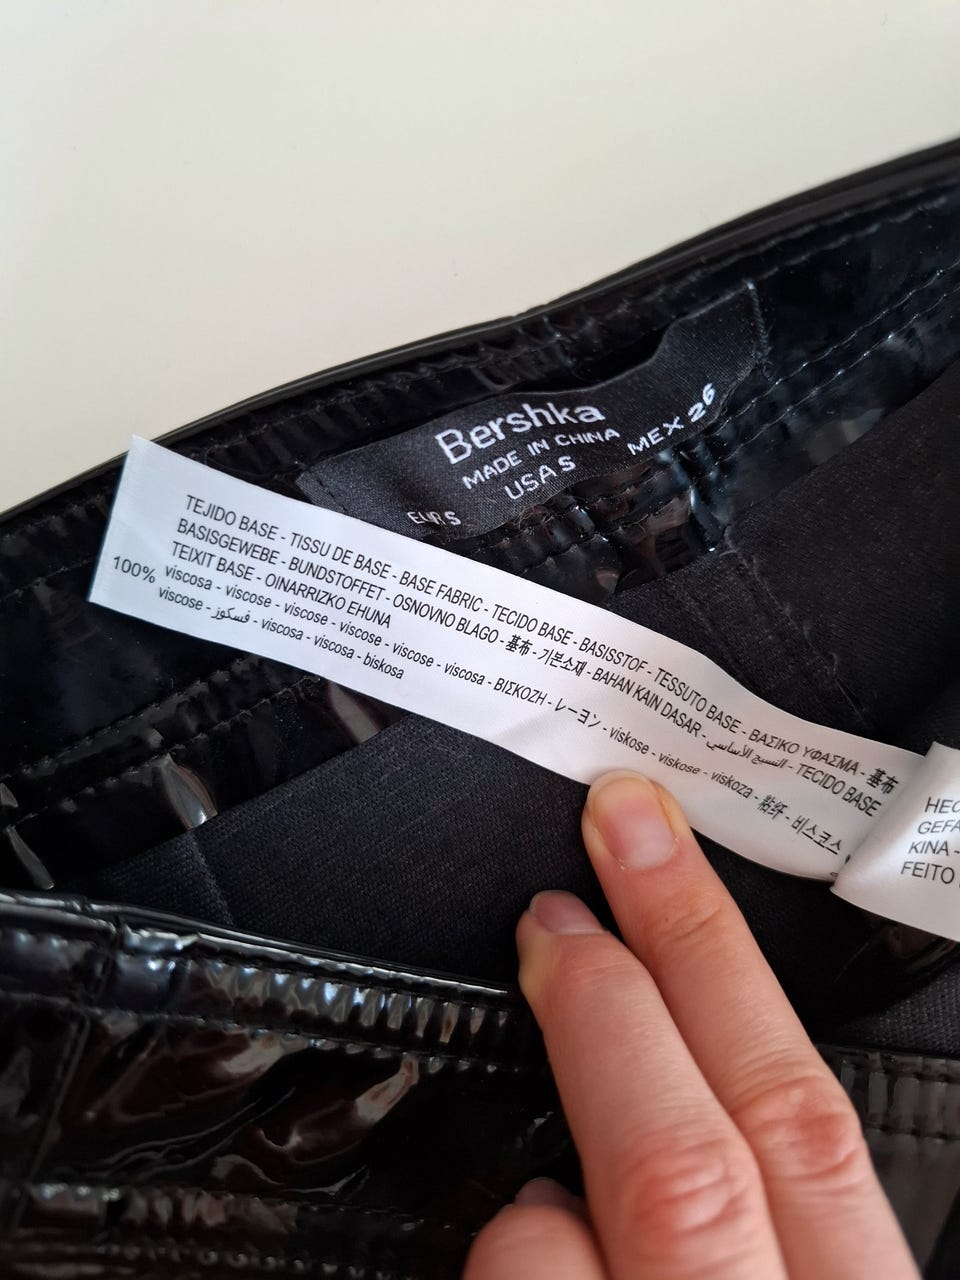 Bershka
MADE IN CHINA
EUR S USA S MEX 26
TEJIDO BASE - TISSU DE BASE - BASE FABRIC - TECIDO BASE - BASISSTOF - TESSUTO BASE - ΒΑΣΙΚΟ ΥΦΑΣΜΑ - 基布
BASISGEWEBE - BUNDSTOFFET - OSNOVNO BLAGO - 基布 - 기본소재 - BAHAN KAIN DASAR - النسيج الأساسي - TECIDO BASE
TEIXIT BASE - OINARRIZKO EHUNA
100% viscosa - viscose - viscose - viscose - viscose - viscosa - ΒΙΣΚΟΖΗ - レーヨン - viskose - viskose - viskoza - 粘纤 - 비스코스
viscose - فسكوز - viscosa - viscosa - biskosa
GEFA
KINA -
FEITO